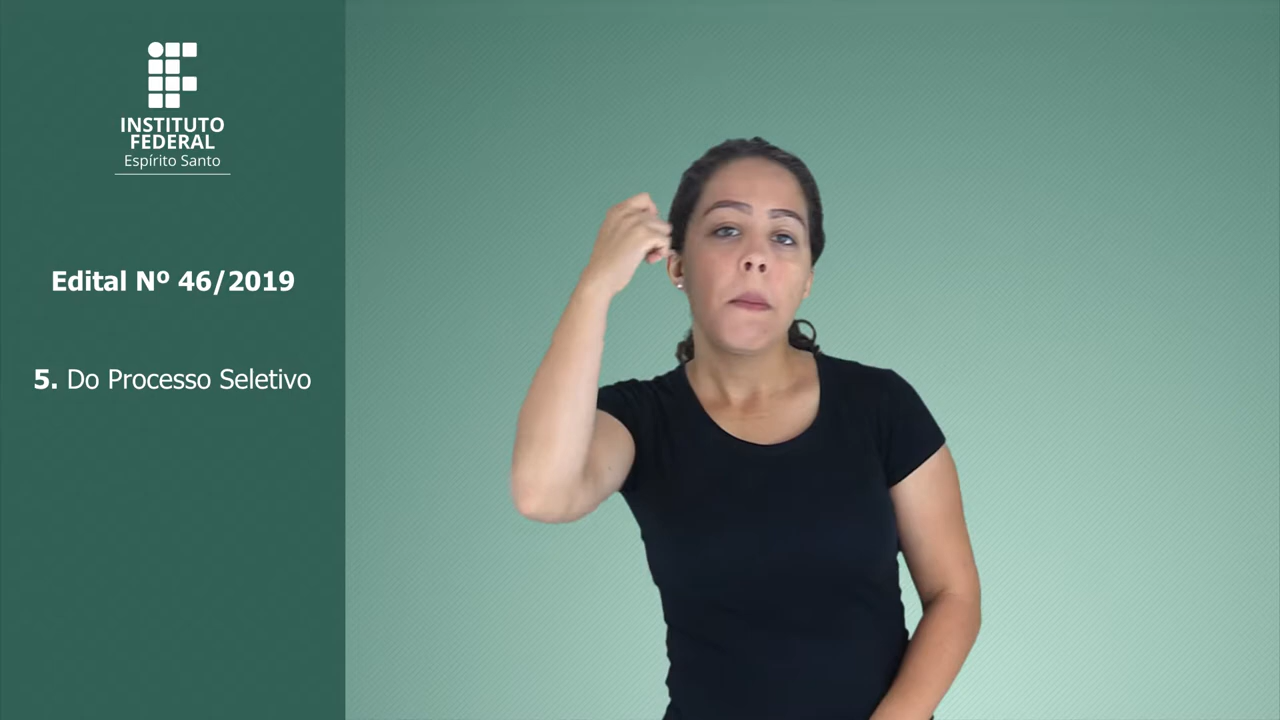 INSTITUTO
FEDERAL
Espírito Santo
Edital Nº 46/2019
5. Do Processo Seletivo